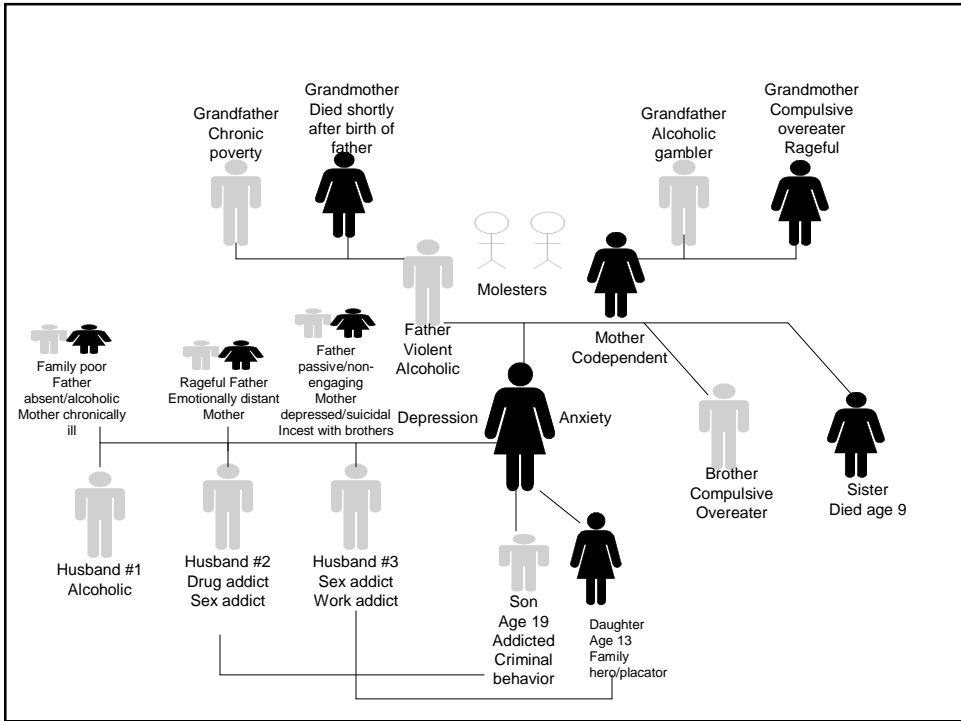 Grandfather
Chronic
poverty
Grandmother
Died shortly
after birth of
father
Grandfather
Alcoholic
gambler
Grandmother
Compulsive
overeater
Rageful
Molesters
Father
Violent
Alcoholic
Mother
Codependent
Family poor
Father
absent/alcoholic
Mother chronically
ill
Rageful Father
Emotionally distant
Mother
Father
passive/non-
engaging
Mother
depressed/suicidal
Incest with brothers
Depression
Anxiety
Brother
Compulsive
Overeater
Sister
Died age 9
Husband #1
Alcoholic
Husband #2
Drug addict
Sex addict
Husband #3
Sex addict
Work addict
Son
Age 19
Addicted
Criminal
behavior
Daughter
Age 13
Family
hero/placator